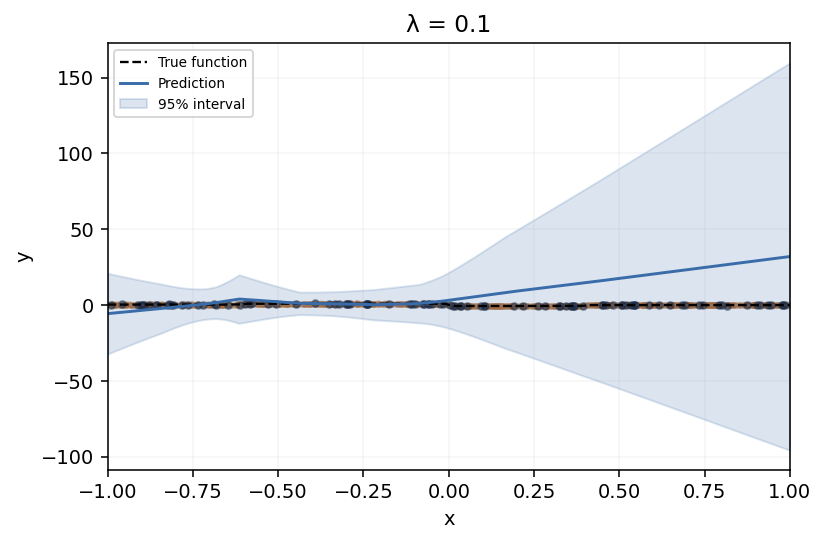 λ = 0.1
True function
Prediction
95% interval
y
150
100
50
0
−50
−100
−1.00 −0.75 −0.50 −0.25 0.00 0.25 0.50 0.75 1.00
x